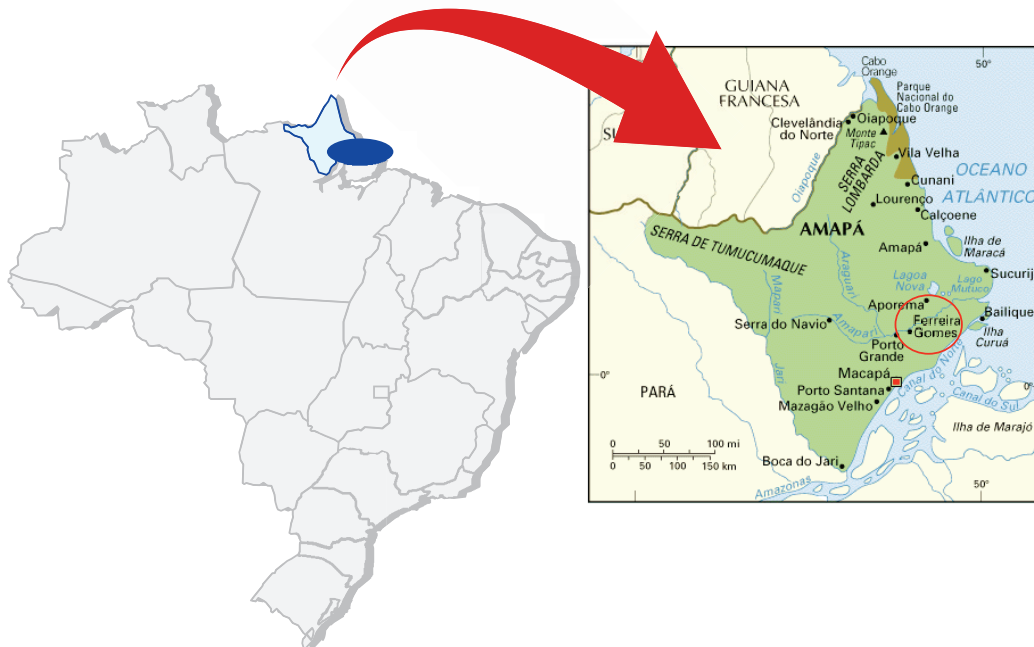 Cabo
Orange
50°
GUIANA
FRANCESA
Parque
Nacional do
Cabo Orange
Oiapoque
Clevelândia
do Norte
Monte
Tipac
SU
Vila Velha
OCEANO
ATLÂNTICO
Oiapoque
SERRA
LOMBARDA
Cunani
Lourenço
Calçoene
AMAPÁ
SERRA DE TUMUCUMAQUE
Amapá
Ilha de
Maracá
Araguari
Mapari
Lagoa
Nova
Lago
Mutuco
Sucuriju
Aporema
Bailique
Serra do Navio
Amapari
Ferreira
Gomes
Ilha
Curuá
Porto
Grande
Jari
Macapá
Canal do Norte
0°
0°
PARÁ
Porto Santana
Mazagão Velho
Canal do Sul
Ilha de Marajó
0 50 100 mi
0 50 100 150 km
Boca do Jari
Amazonas
50°